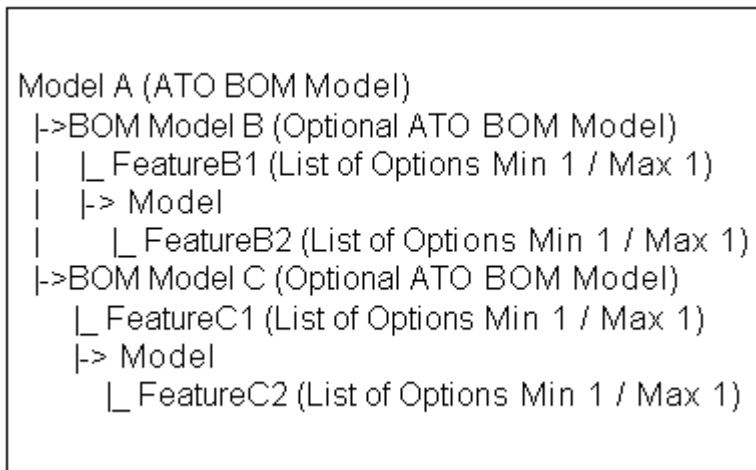 Model A (ATO BOM Model)
|->BOM Model B (Optional ATO BOM Model)
| |_ FeatureB1 (List of Options Min 1 / Max 1)
| |-> Model
| |_ FeatureB2 (List of Options Min 1 / Max 1)
|->BOM Model C (Optional ATO BOM Model)
|_ FeatureC1 (List of Options Min 1 / Max 1)
|-> Model
|_ FeatureC2 (List of Options Min 1 / Max 1)